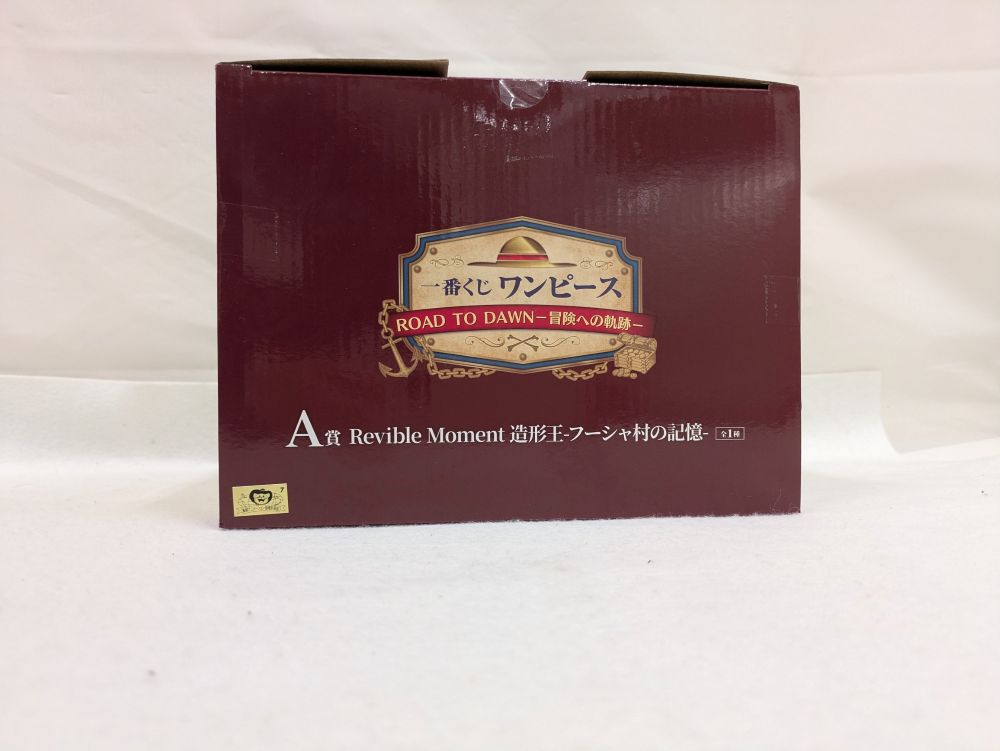 一番くじ ワンピース
ROAD TO DAWN－冒険への軌跡－
A賞 Revible Moment 造形王-フーシャ村の記憶- 全1種
7